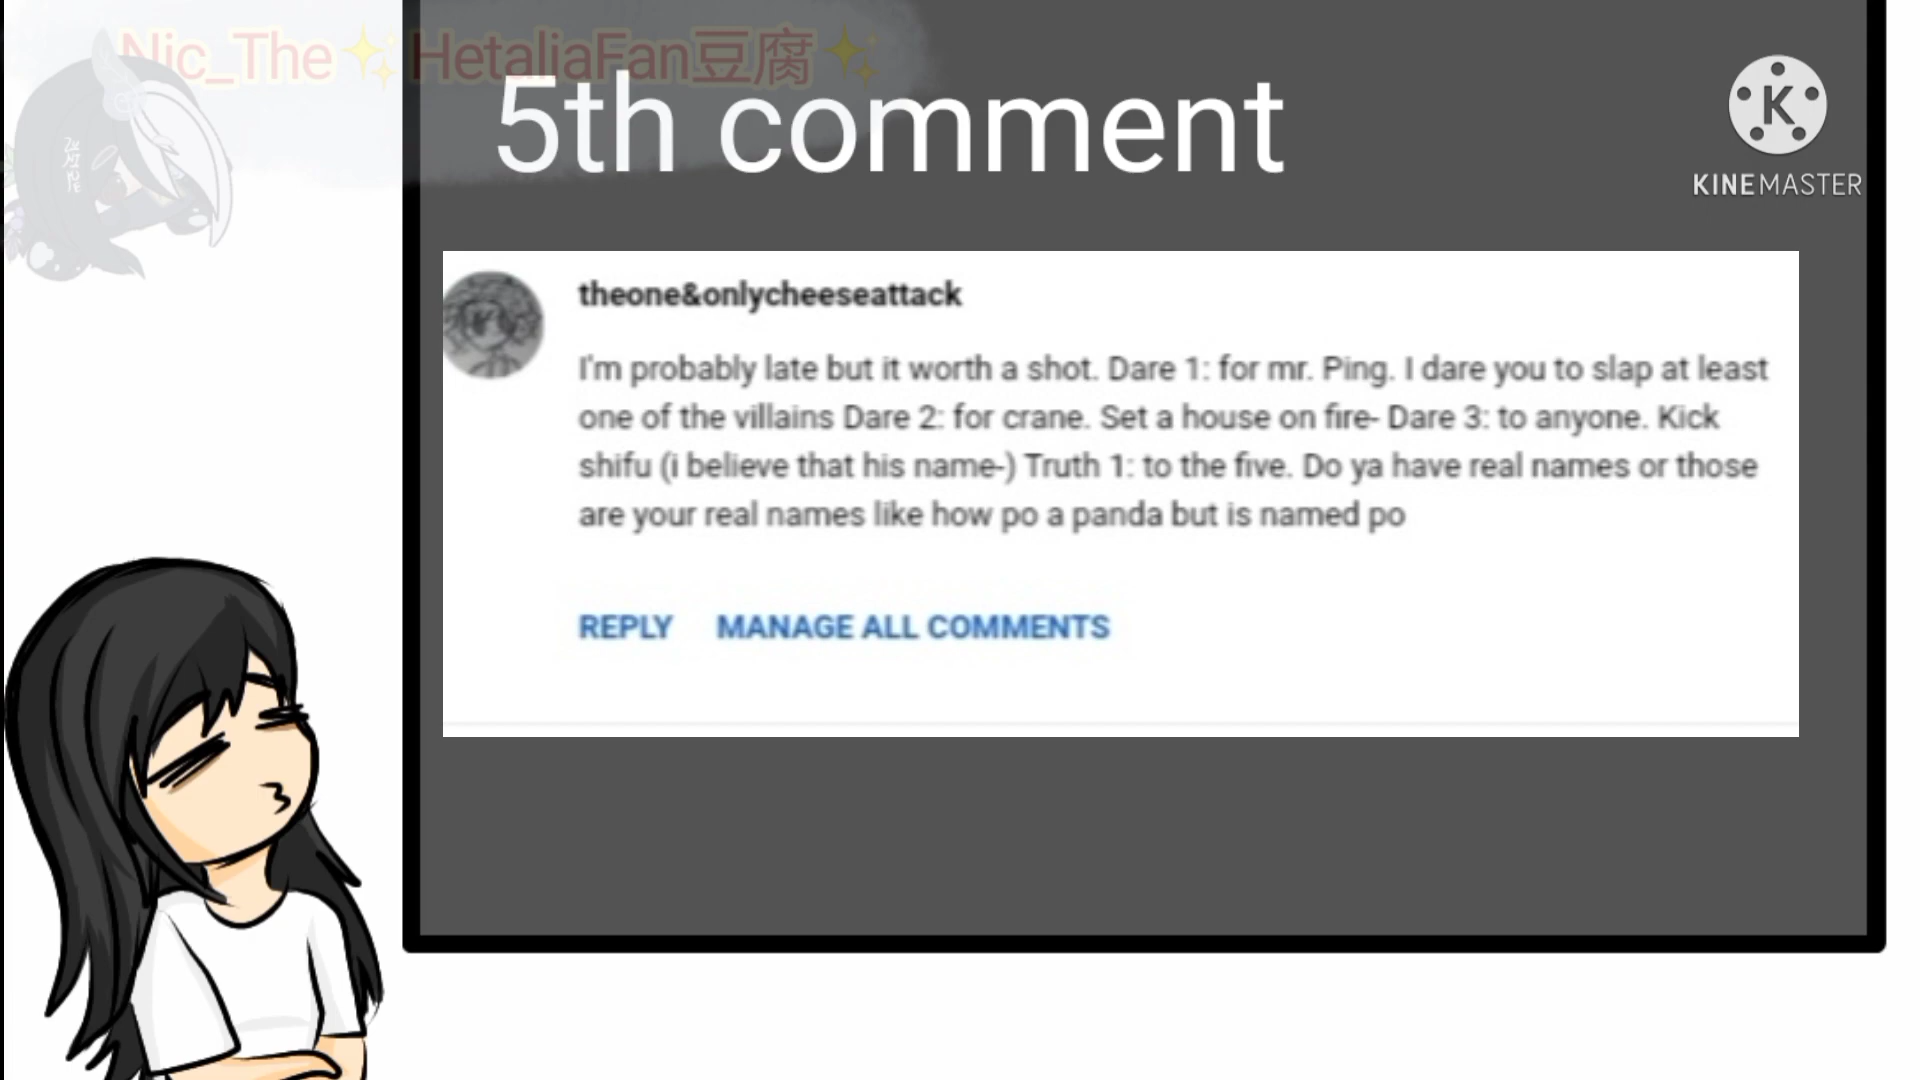 Nic_The✨HetaliaFan豆腐✨
5th comment
K
KINEMASTER
theone&onlycheeseattack
I'm probably late but it worth a shot. Dare 1: for mr. Ping. I dare you to slap at least
one of the villains Dare 2: for crane. Set a house on fire- Dare 3: to anyone. Kick
shifu (i believe that his name-) Truth 1: to the five. Do ya have real names or those
are your real names like how po a panda but is named po
REPLY MANAGE ALL COMMENTS